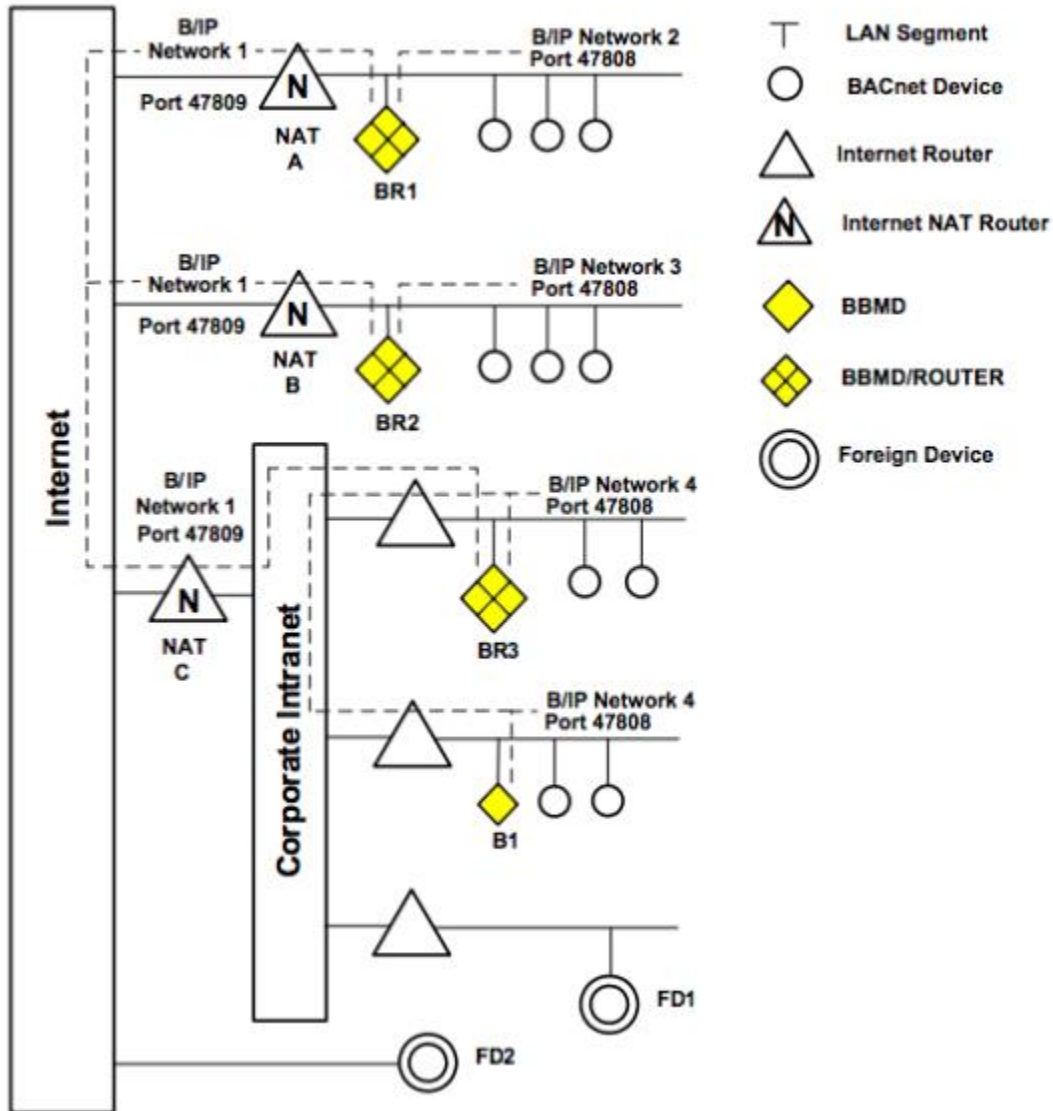 B/IP
Network 1
B/IP Network 2
Port 47808
Port 47809
N
NAT
A
BR1
B/IP
Network 1
B/IP Network 3
Port 47808
Port 47809
N
NAT
B
BR2
Internet
B/IP
Network 1
Port 47809
N
NAT
C
Corporate Intranet
B/IP Network 4
Port 47808
BR3
B/IP Network 4
Port 47808
B1
FD1
FD2
LAN Segment
BACnet Device
Internet Router
N
Internet NAT Router
BBMD
BBMD/ROUTER
Foreign Device